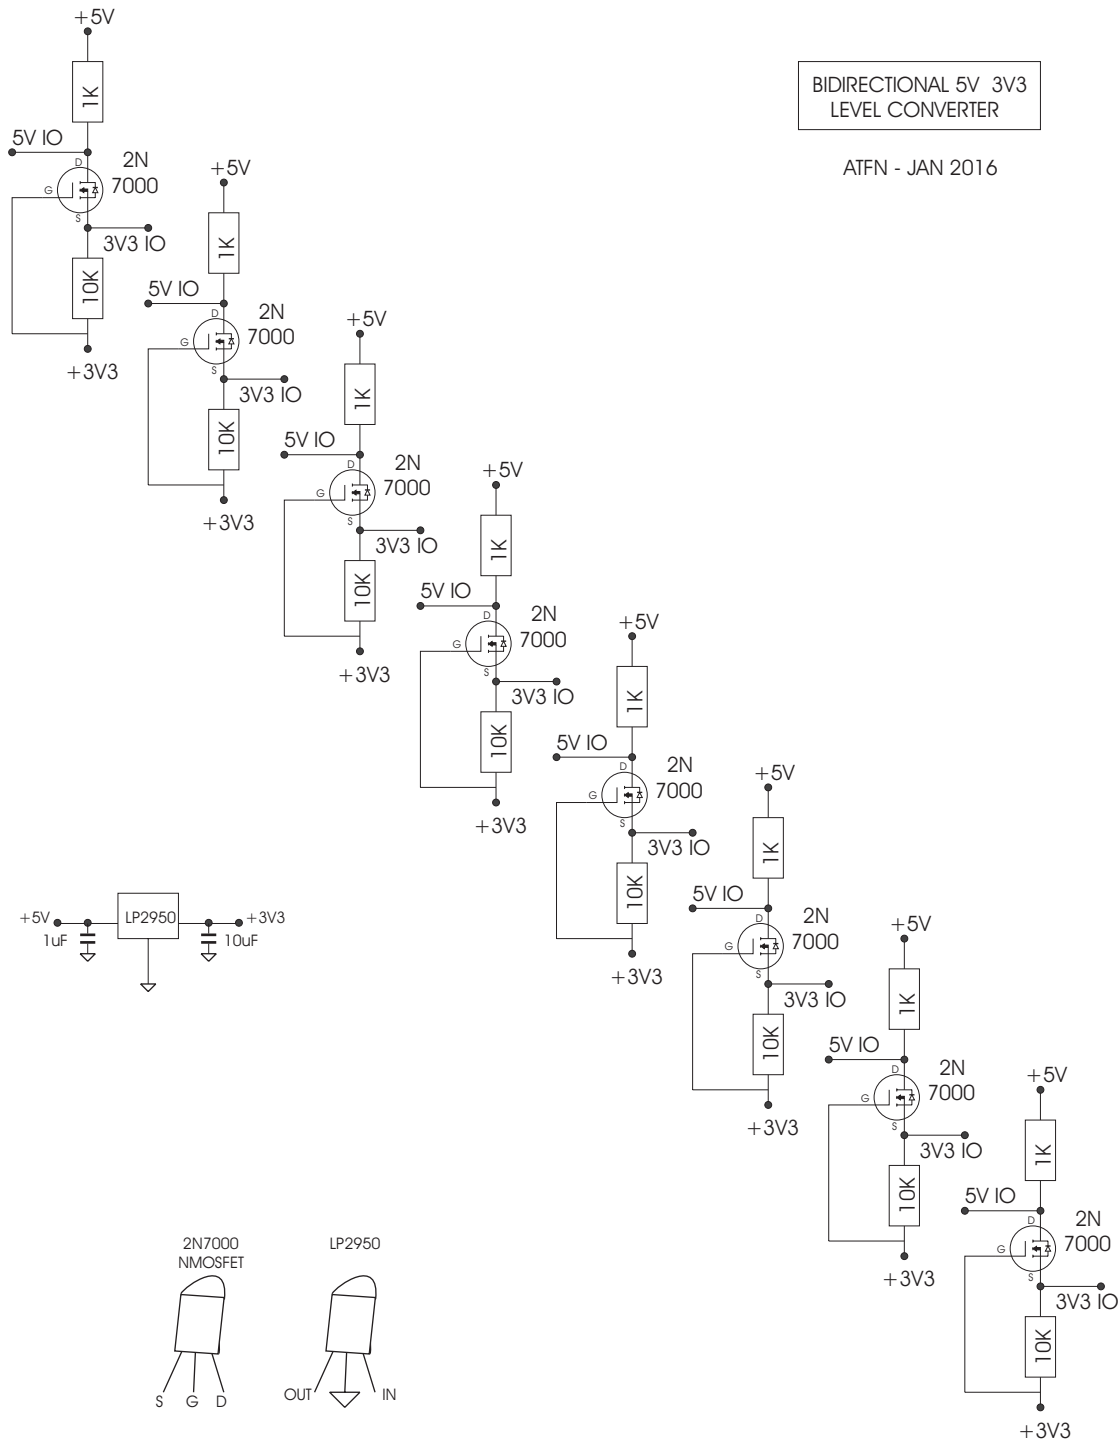 BIDIRECTIONAL 5V 3V3
LEVEL CONVERTER
ATFN - JAN 2016
+5V
1K
5V IO
D
2N
7000
G
S
3V3 IO
10K
+3V3
+5V
1K
5V IO
D
2N
7000
G
S
3V3 IO
10K
+3V3
+5V
1K
5V IO
D
2N
7000
G
S
3V3 IO
10K
+3V3
+5V
1K
5V IO
D
2N
7000
G
S
3V3 IO
10K
+3V3
+5V
1K
5V IO
D
2N
7000
G
S
3V3 IO
10K
+3V3
+5V
1K
5V IO
D
2N
7000
G
S
3V3 IO
10K
+3V3
+5V
1K
5V IO
D
2N
7000
G
S
3V3 IO
10K
+3V3
+5V
1K
5V IO
D
2N
7000
G
S
3V3 IO
10K
+3V3
+5V
LP2950
+3V3
1uF
10uF
2N7000
NMOSFET
S G D
LP2950
OUT IN